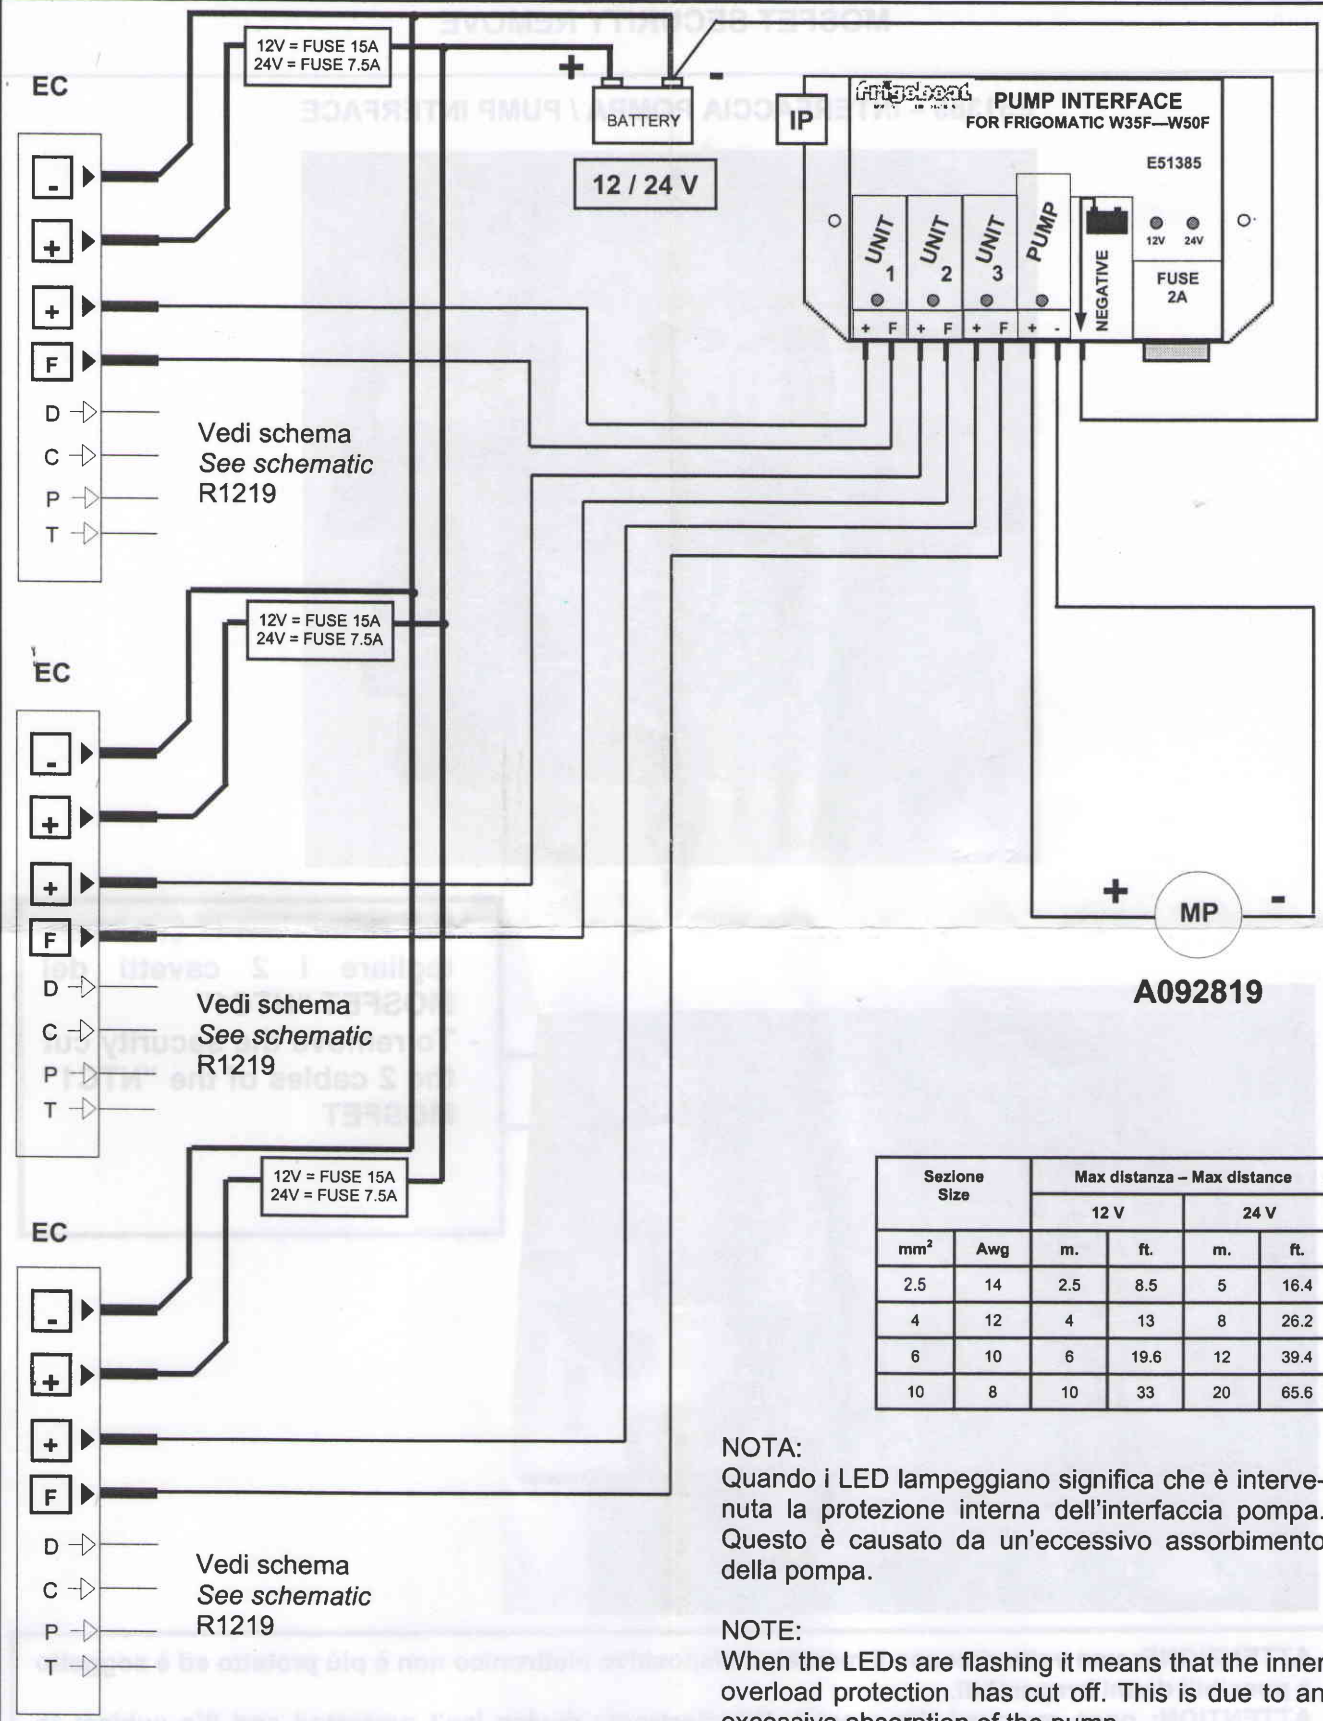 12V = FUSE 15A
24V = FUSE 7.5A
EC
+
-
BATTERY
12 / 24 V
IP
frigoboat
PUMP INTERFACE
FOR FRIGOMATIC W35F—W50F
E51385
UNIT 1
UNIT 2
UNIT 3
PUMP
NEGATIVE
12V 24V
FUSE
2A
+ F + F + F + -
-
+
+
F
D
C
P
T
Vedi schema
See schematic
R1219
12V = FUSE 15A
24V = FUSE 7.5A
EC
-
+
+
F
D
C
P
T
Vedi schema
See schematic
R1219
+
MP
-
A092819
12V = FUSE 15A
24V = FUSE 7.5A
EC
-
+
+
F
D
C
P
T
Vedi schema
See schematic
R1219
Sezione
Size
Max distanza – Max distance
12 V 24 V
mm² Awg m. ft. m. ft.
2.5 14 2.5 8.5 5 16.4
4 12 4 13 8 26.2
6 10 6 19.6 12 39.4
10 8 10 33 20 65.6
NOTA:
Quando i LED lampeggiano significa che è interve-
nuta la protezione interna dell'interfaccia pompa.
Questo è causato da un'eccessivo assorbimento
della pompa.
NOTE:
When the LEDs are flashing it means that the inner
overload protection has cut off. This is due to an
excessive absorption of the pump.